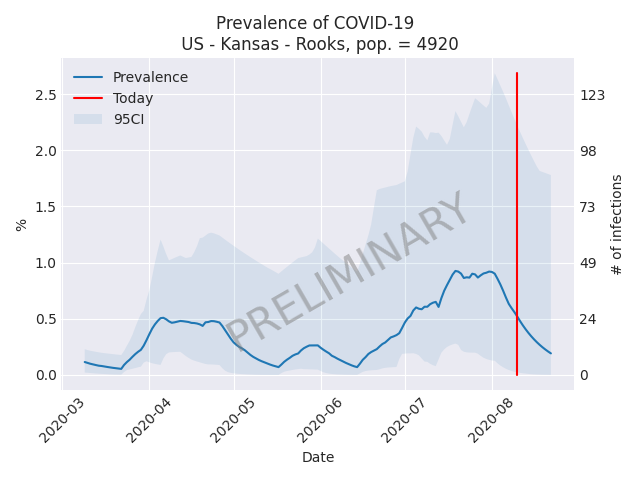 Prevalence of COVID-19
US - Kansas - Rooks, pop. = 4920
Prevalence
Today
95CI
PRELIMINARY
%
2.5
2.0
1.5
1.0
0.5
0.0
123
98
73
49
24
0
# of infections
2020-03
2020-04
2020-05
2020-06
2020-07
2020-08
Date